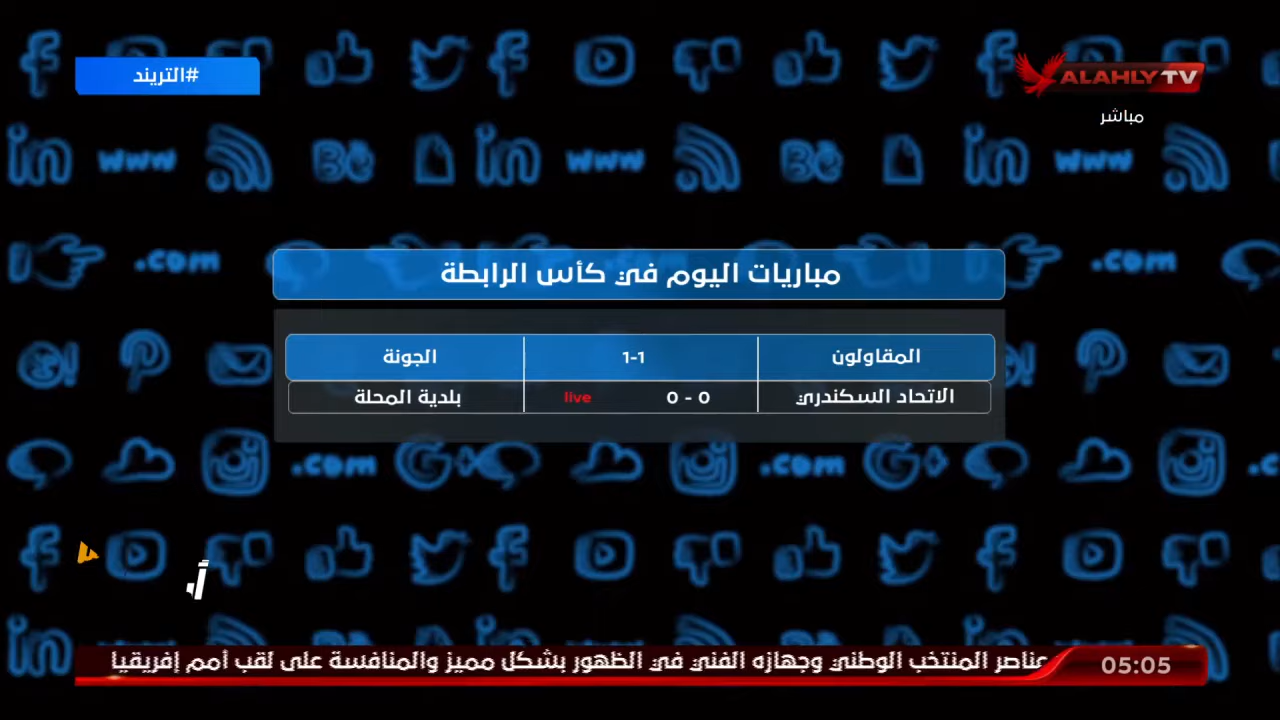 #التريند
ALAHLY TV
مباشر
مباريات اليوم في كأس الرابطة
المقاولون 1-1 الجونة
الاتحاد السكندري 0 - 0 live بلدية المحلة
05:05 عناصر المنتخب الوطني وجهازه الفني في الظهور بشكل مميز والمنافسة على لقب أمم إفريقيا